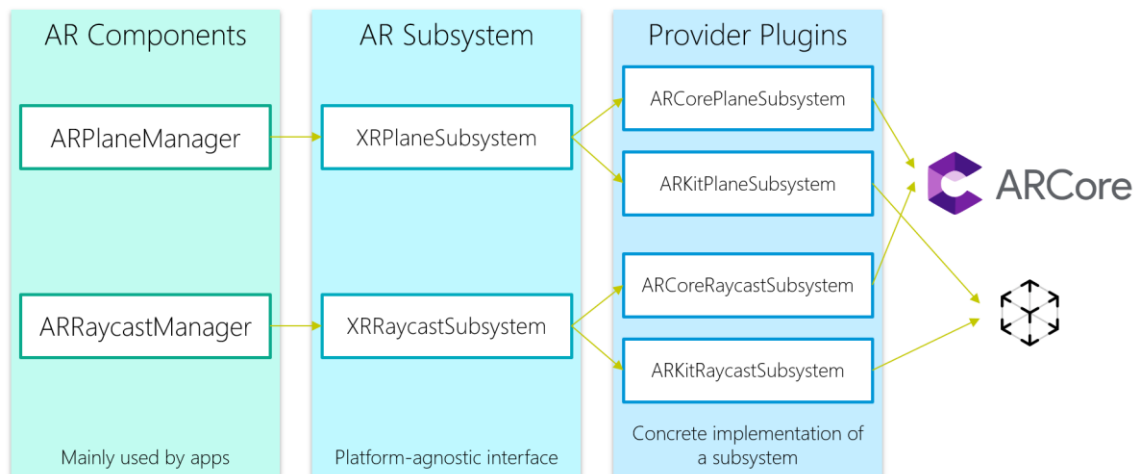 AR Components
ARPlaneManager
ARRaycastManager
Mainly used by apps
AR Subsystem
XRPlaneSubsystem
XRRaycastSubsystem
Platform-agnostic interface
Provider Plugins
ARCorePlaneSubsystem
ARKitPlaneSubsystem
ARCoreRaycastSubsystem
ARKitRaycastSubsystem
Concrete implementation of
a subsystem
ARCore